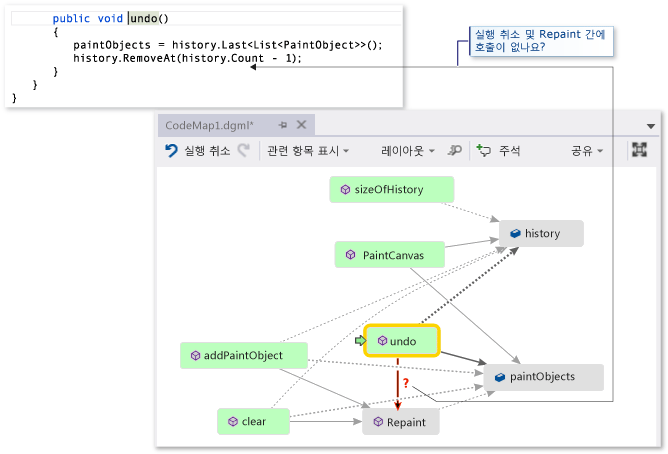 public void undo()
{
paintObjects = history.Last<List<PaintObject>>();
history.RemoveAt(history.Count - 1);
}
}
}
실행 취소 및 Repaint 간에
호출이 없나요?
CodeMap1.dgml*
실행 취소 관련 항목 표시 레이아웃 주석 공유
sizeOfHistory
history
PaintCanvas
undo
addPaintObject
paintObjects
?
clear
Repaint